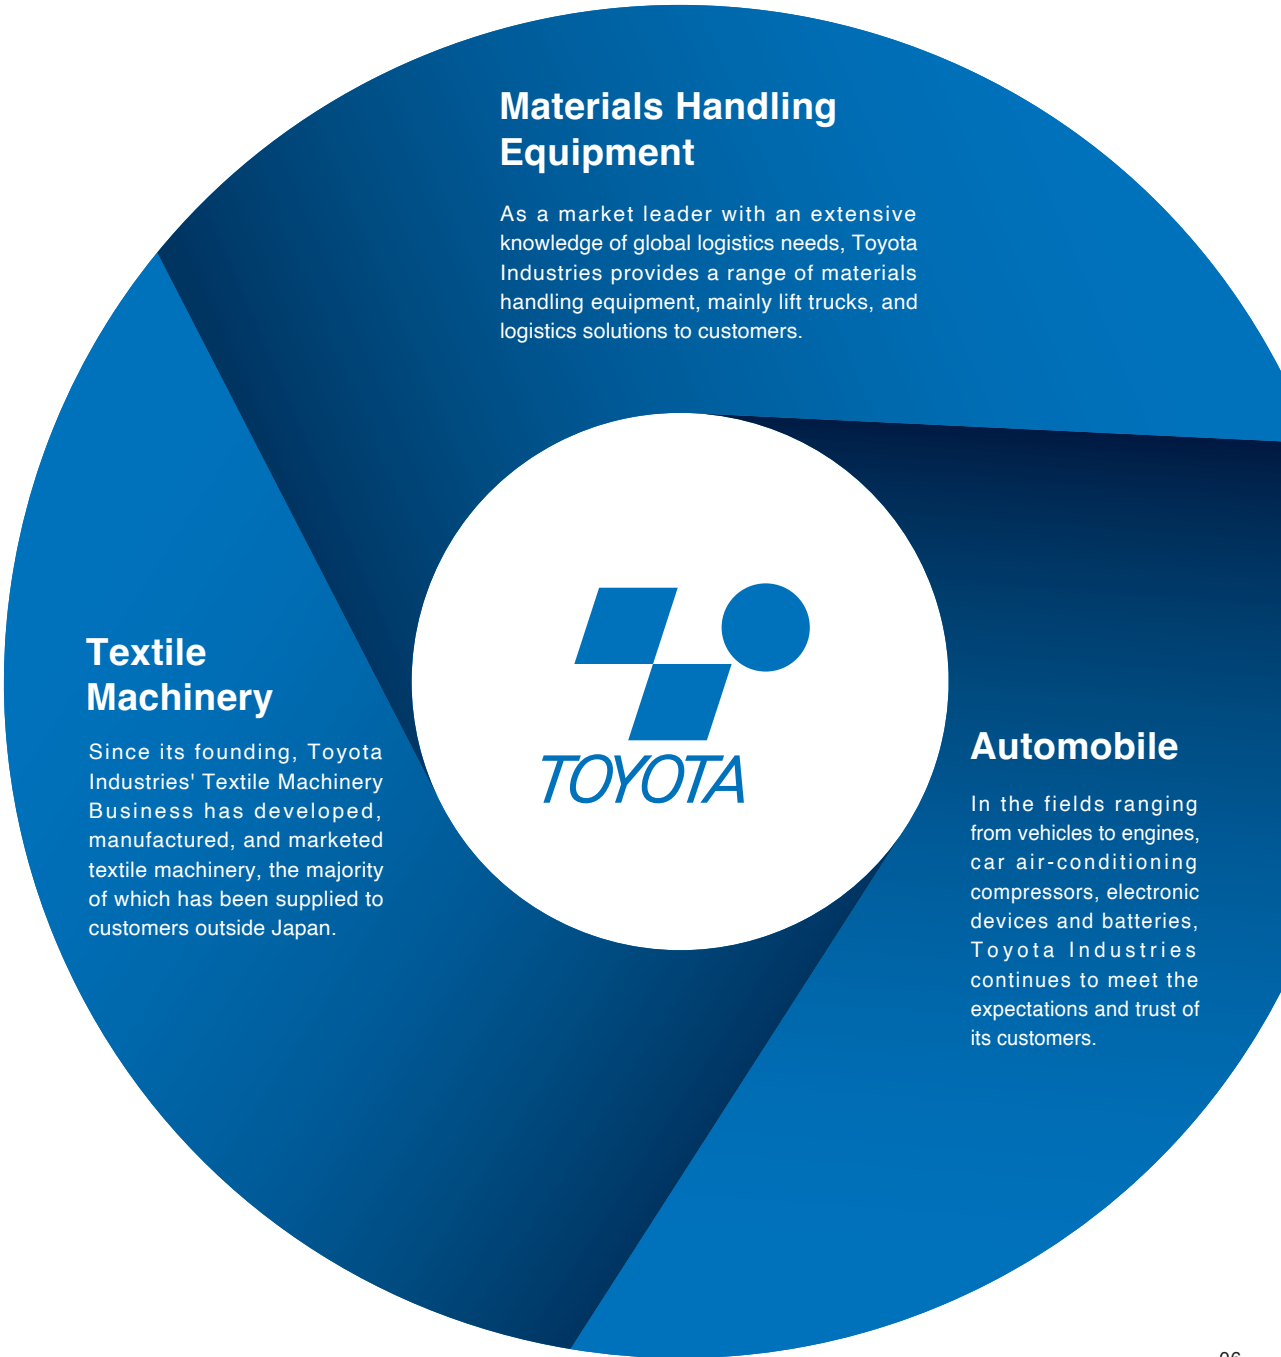 Materials Handling
Equipment
As a market leader with an extensive
knowledge of global logistics needs, Toyota
Industries provides a range of materials
handling equipment, mainly lift trucks, and
logistics solutions to customers.
Textile
Machinery
Since its founding, Toyota
Industries' Textile Machinery
Business has developed,
manufactured, and marketed
textile machinery, the majority
of which has been supplied to
customers outside Japan.
TOYOTA
Automobile
In the fields ranging
from vehicles to engines,
car air-conditioning
compressors, electronic
devices and batteries,
Toyota Industries
continues to meet the
expectations and trust of
its customers.